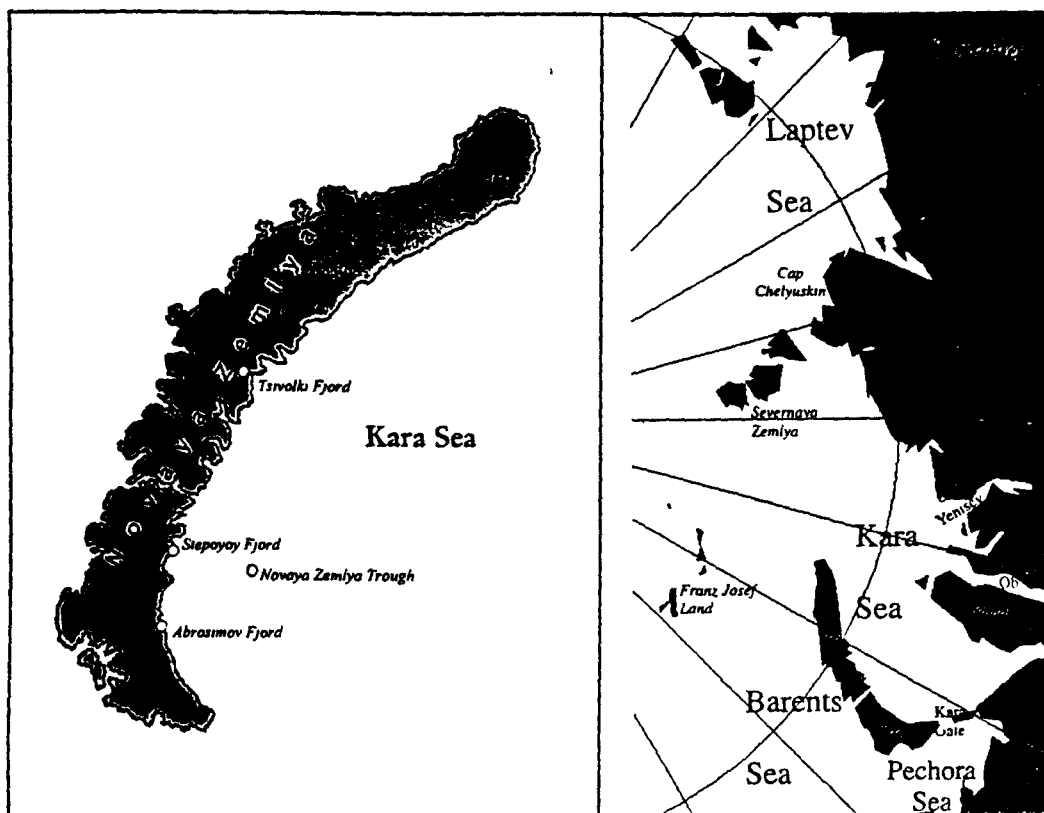 Novaya Zemlya
Tsivolki Fjord
Kara Sea
Stepovoy Fjord
Novaya Zemlya Trough
Abrosimov Fjord
Laptev
Sea
Cap
Chelyuskin
Severnaya
Zemlya
Yenisey
Kara
Ob
Franz Josef
Land
Sea
Barents
Kara
Gate
Sea
Pechora
Sea